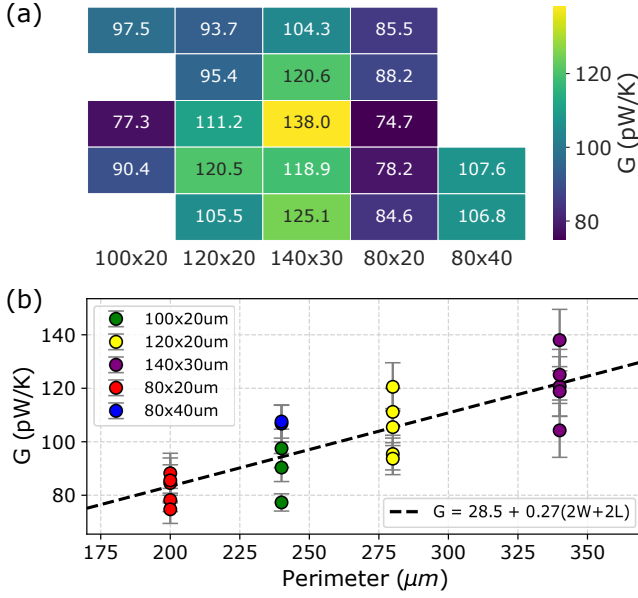 (a)
97.5 93.7 104.3 85.5
95.4 120.6 88.2
77.3 111.2 138.0 74.7
90.4 120.5 118.9 78.2 107.6
105.5 125.1 84.6 106.8
100x20 120x20 140x30 80x20 80x40
120
100
80
G (pW/K)
(b)
100x20um
120x20um
140x30um
80x20um
80x40um
G = 28.5 + 0.27(2W+2L)
140
120
100
80
G (pW/K)
175 200 225 250 275 300 325 350
Perimeter (μm)